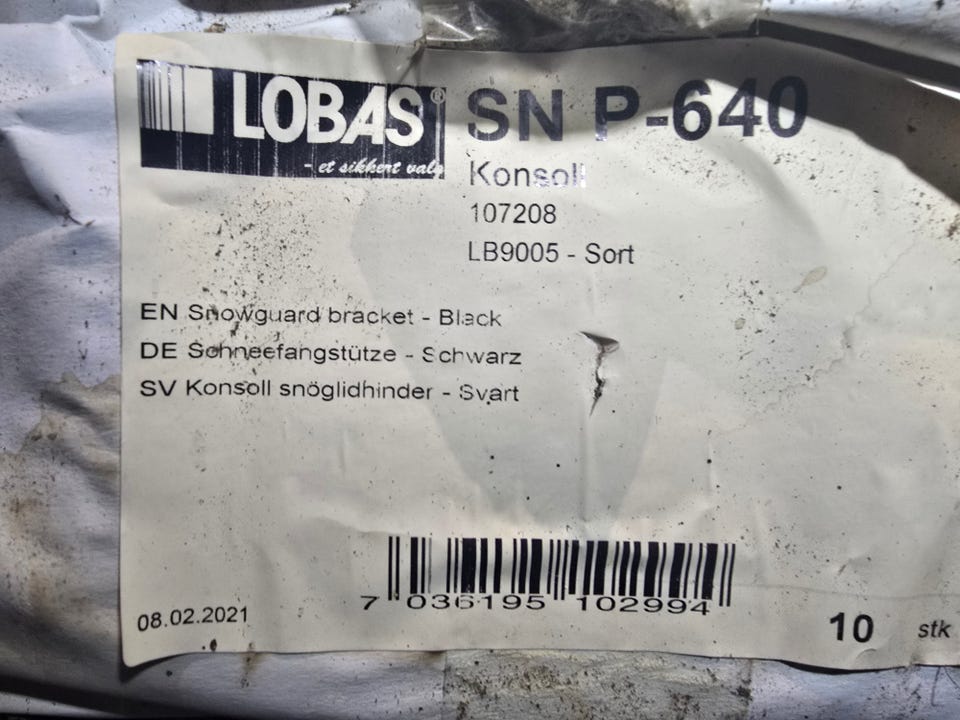 LOBAS®
- et sikkert valg
SN P-640
Konsoll
107208
LB9005 - Sort
EN Snowguard bracket - Black
DE Schneefangstütze - Schwarz
SV Konsoll snöglidhinder - Svart
7 036195 102994
08.02.2021
10 stk